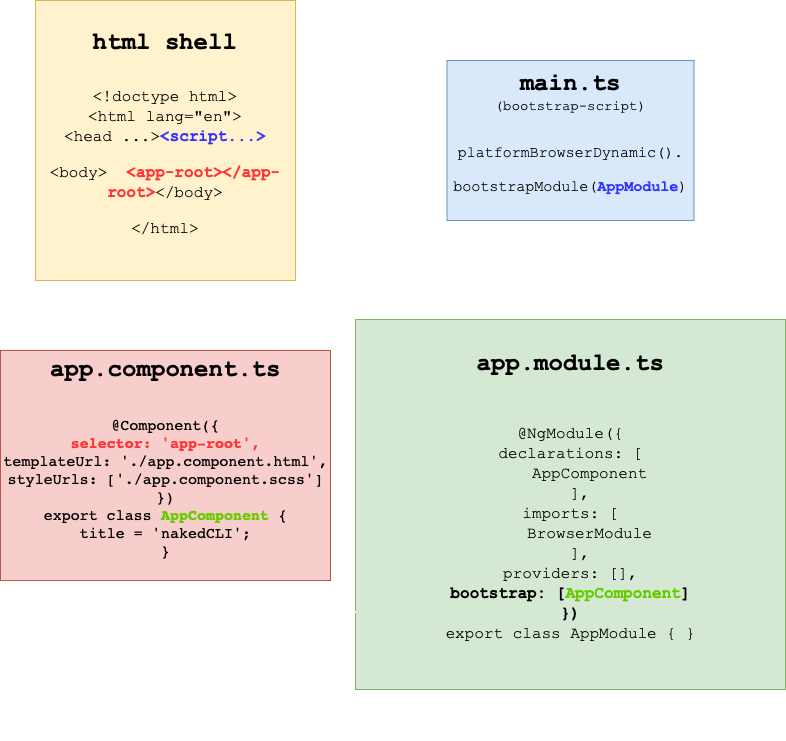 html shell
<!doctype html>
<html lang="en">
<head ...><script...>
<body> <app-root></app-
root></body>
</html>
main.ts
(bootstrap-script)
platformBrowserDynamic().
bootstrapModule(AppModule)
app.component.ts
@Component({
selector: 'app-root',
templateUrl: './app.component.html',
styleUrls: ['./app.component.scss']
})
export class AppComponent {
title = 'nakedCLI';
}
app.module.ts
@NgModule({
declarations: [
AppComponent
],
imports: [
BrowserModule
],
providers: [],
bootstrap: [AppComponent]
})
export class AppModule { }